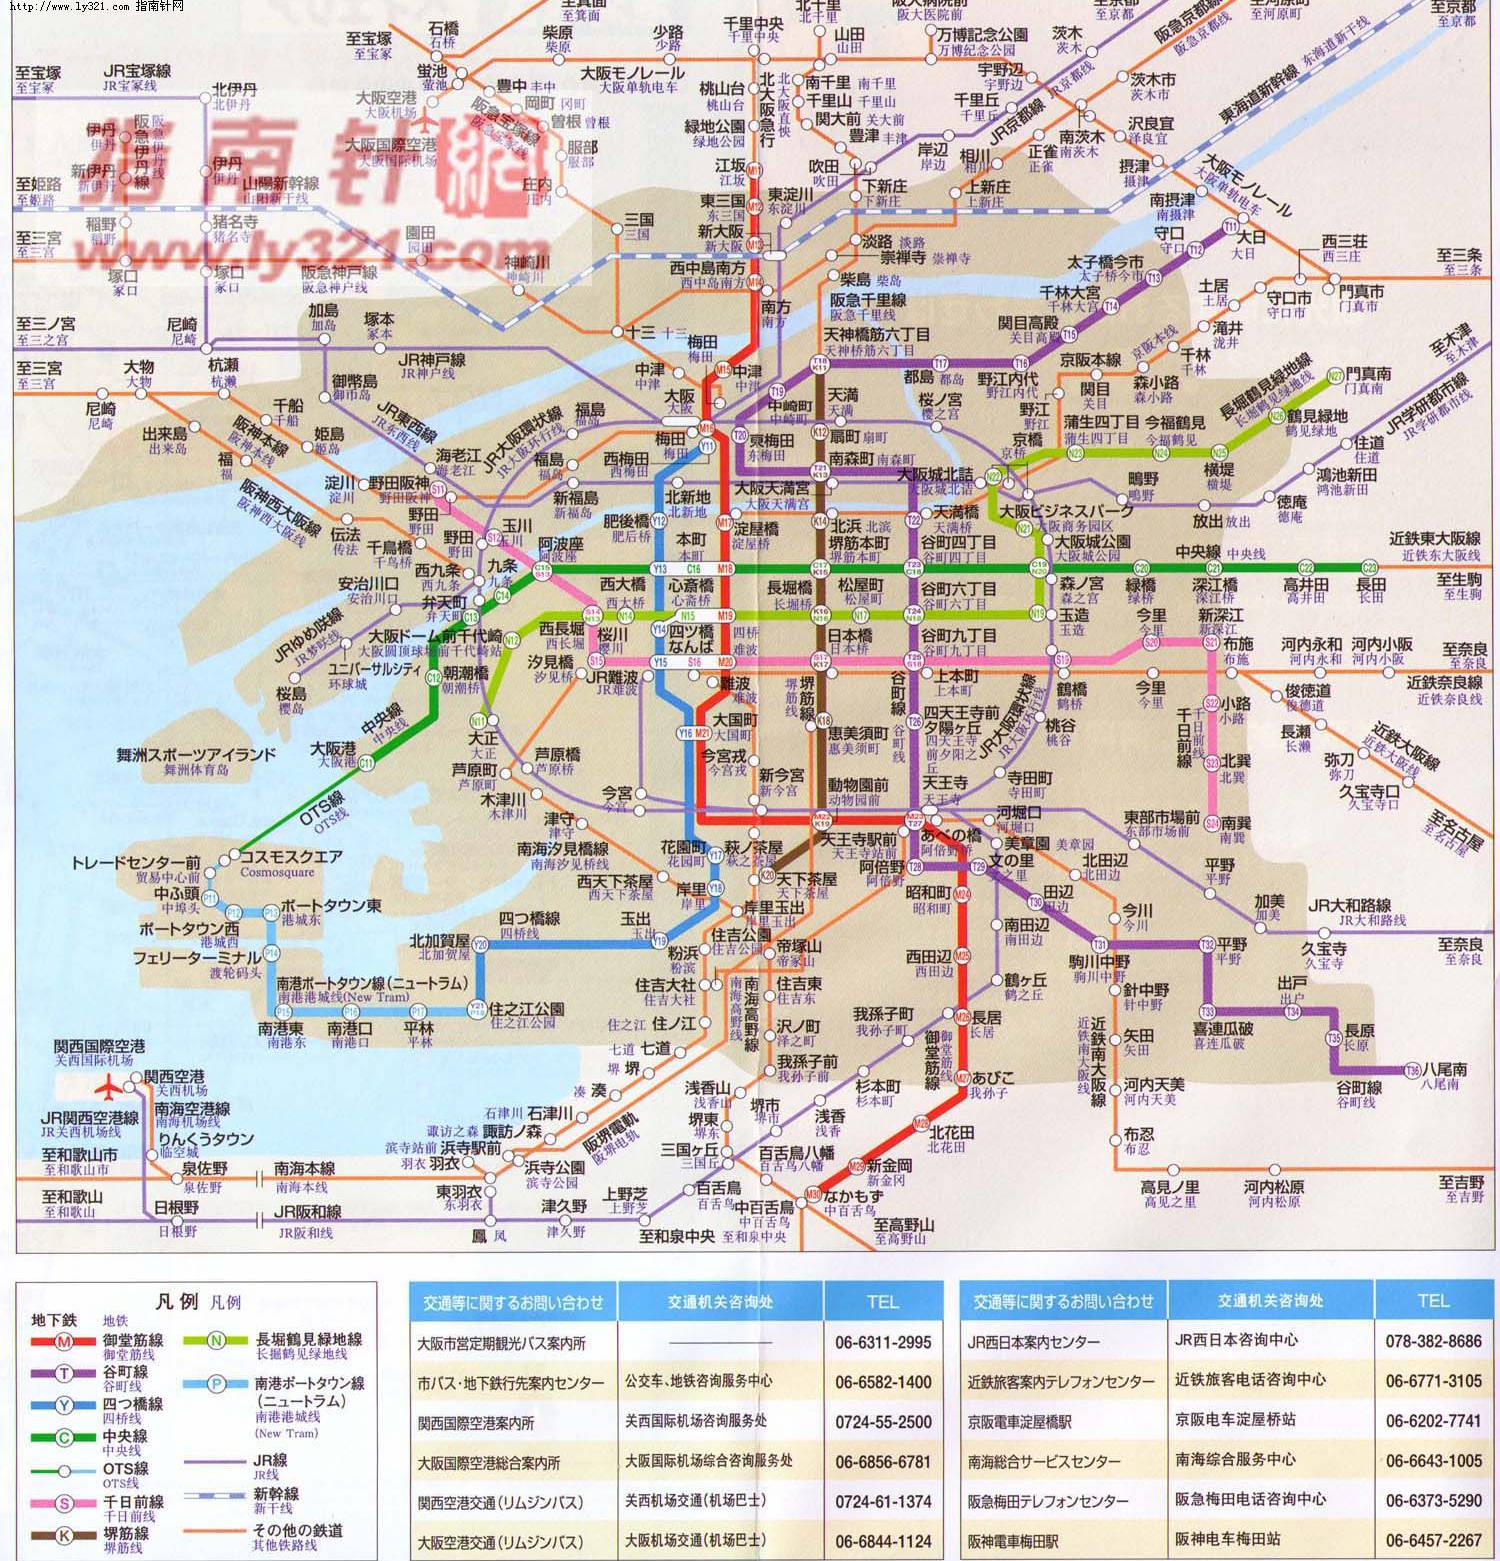 http://www.ly321.com 指南针网
至箕面
至箕面
北千里
北千里
阪大病院前
阪大医院前
至京都
至京都
阪急京都線
阪急京都线
至河原町
至京都
至京都
至宝塚
至宝冢
石橋
石桥
柴原
柴原
少路
少路
千里中央
千里中央
山田
山田
万博記念公園
万博纪念公园
茨木
茨木
東海道新幹線
东海道新干线
至宝塚
至宝冢
JR宝塚線
JR宝冢线
北伊丹
北伊丹
蛍池
萤池
大阪モノレール
大阪单轨电车
桃山台
桃山台
北大阪急行
北大阪直快
南千里
南千里
千里山
千里山
関大前
关大前
豊津
丰津
宇野辺
宇野边
JR京都線
JR京都线
茨木市
茨木市
千里丘
千里丘
南茨木
南茨木
沢良宜
泽良宜
大阪空港
大阪机场
豊中
丰中
岡町
冈町
曽根
曾根
服部
服部
庄内
庄内
阪急宝塚線
阪急宝冢线
緑地公園
绿地公园
江坂
江坂
吹田
吹田
岸辺
岸边
相川
相川
正雀
正雀
摂津
摄津
南摂津
南摄津
大阪モノレール
大阪单轨电车
大阪国際空港
大阪国际机场
伊丹
伊丹
新伊丹
新伊丹
稲野
稻野
塚口
冢口
阪急伊丹線
阪急伊丹线
伊丹
伊丹
猪名寺
猪名寺
塚口
冢口
指南针網
www.ly321.com
至姫路
至姬路
山陽新幹線
山阳新干线
至三宮
至三宫
園田
园田
阪急神戸線
阪急神户线
神崎川
神崎川
三国
三国
東三国
东三国
東淀川
东淀川
新大阪
新大阪
下新庄
下新庄
上新庄
上新庄
淡路
淡路
崇禅寺
崇禅寺
柴島
柴岛
西中島南方
西中岛南方
南方
南方
阪急千里線
阪急千里线
守口
守口
大日
大日
太子橋今市
太子桥今市
千林大宮
千林大宫
関目高殿
关目高殿
西三荘
西三庄
至三条
至三条
土居
土居
守口市
守口市
門真市
门真市
滝井
泷井
千林
千林
京阪本線
京阪本线
森小路
森小路
関目
关目
至三ノ宮
至三之宫
尼崎
尼崎
加島
加岛
塚本
冢本
JR神戸線
JR神户线
御幣島
御币岛
十三
十三
梅田
梅田
中津
中津
中津
中津
天神橋筋六丁目
天神桥筋六丁目
都島
都岛
野江内代
野江内代
野江
野江
長堀鶴見緑地線
长堀鹤见绿地线
門真南
门真南
鶴見緑地
鹤见绿地
至木津
至木津
JR学研都市線
JR学研都市线
至三宮
至三宫
大物
大物
杭瀬
杭濑
尼崎
尼崎
千船
千船
出来島
出来岛
阪神本線
阪神本线
姫島
姬岛
福
福
JR東西線
JR东西线
海老江
海老江
JR大阪環状線
JR大阪环行线
福島
福岛
大阪
大阪
梅田
梅田
西梅田
西梅田
東梅田
东梅田
中崎町
中崎町
天満
天满
扇町
扇町
桜ノ宮
樱之宫
南森町
南森町
大阪城北詰
大阪城北诘
京橋
京桥
蒲生四丁目
蒲生四丁目
今福鶴見
今福鹤见
横堤
横堤
鴫野
鴫野
住道
住道
鴻池新田
鸿池新田
徳庵
德庵
放出
放出
阪神西大阪線
阪神西大阪线
淀川
淀川
伝法
传法
千鳥橋
千鸟桥
野田阪神
野田阪神
野田
野田
新福島
新福岛
北新地
北新地
大阪天満宮
大阪天满宫
天満橋
天满桥
大阪ビジネスパーク
大阪商务园区
玉川
玉川
西九条
西九条
九条
九条
安治川口
安治川口
弁天町
弁天町
阿波座
阿波座
肥後橋
肥后桥
淀屋橋
淀屋桥
本町
本町
北浜
北滨
堺筋本町
堺筋本町
谷町四丁目
谷町四丁目
大阪城公園
大阪城公园
中央線
中央线
近鉄東大阪線
近铁东大阪线
至生駒
至生驹
JRゆめ咲線
JR梦咲线
ユニバーサルシティ
环球城
桜島
樱岛
大阪ドーム前千代崎
大阪圆顶球场前千代崎站
西大橋
西大桥
心斎橋
心斋桥
長堀橋
长堀桥
松屋町
松屋町
谷町六丁目
谷町六丁目
森ノ宮
森之宫
玉造
玉造
緑橋
绿桥
深江橋
深江桥
高井田
高井田
長田
长田
西長堀
西长堀
四ツ橋
四桥
桜川
樱川
汐見橋
汐见桥
なんば
難波
难波
JR難波
JR难波
日本橋
日本桥
谷町九丁目
谷町九丁目
上本町
上本町
鶴橋
鹤桥
今里
今里
新深江
新深江
布施
布施
今里
今里
河内永和
河内永和
河内小阪
河内小阪
至奈良
至奈良
近鉄奈良線
近铁奈良线
俊徳道
俊德道
長瀬
长濑
弥刀
弥刀
久宝寺口
久宝寺口
近鉄大阪線
近铁大阪线
至名古屋
至名古屋
舞洲スポーツアイランド
舞洲体育岛
大阪港
大阪港
中央線
中央线
朝潮橋
朝潮桥
大正
大正
芦原橋
芦原桥
芦原町
芦原町
大国町
大国町
今宮戎
今宫戎
堺筋線
堺筋线
恵美須町
惠美须町
谷町線
谷町线
四天王寺前
夕陽ヶ丘
四天王寺前夕阳之丘
JR大阪環状線
JR大阪环行线
桃谷
桃谷
寺田町
寺田町
千日前線
千日前线
小路
小路
北巽
北巽
南巽
南巽
OTS線
OTS线
木津川
木津川
今宮
今宫
新今宮
新今宫
動物園前
动物园前
天王寺
天王寺
河堀口
河堀口
東部市場前
东部市场前
コスモスクエア
Cosmosquare
トレードセンター前
贸易中心前
中ふ頭
中埠头
津守
津守
南海汐見橋線
南海汐见桥线
花園町
花园町
萩ノ茶屋
萩之茶屋
天王寺駅前
天王寺站前
あべの橋
阿倍野桥
阿倍野
阿倍野
美章園
美章园
文の里
文之里
北田辺
北田边
平野
平野
加美
加美
JR大和路線
JR大和路线
久宝寺
久宝寺
至奈良
至奈良
ポートタウン東
港城东
ポートタウン西
港城西
フェリーターミナル
渡轮码头
西天下茶屋
西天下茶屋
天下茶屋
天下茶屋
岸里
岸里
岸里玉出
岸里玉出
昭和町
昭和町
田辺
田边
南田辺
南田边
今川
今川
四つ橋線
四桥线
玉出
玉出
北加賀屋
北加贺屋
住吉公園
住吉公园
粉浜
粉滨
帝塚山
帝冢山
西田辺
西田边
駒川中野
驹川中野
平野
平野
南港ポートタウン線(ニュートラム)
南港港城线(New Tram)
南港東
南港东
南港口
南港口
平林
平林
住之江公園
住之江公园
住吉大社
住吉大社
住ノ江
住之江
南海高野線
南海高野线
住吉東
住吉东
沢ノ町
泽之町
我孫子前
我孙子前
我孫子町
我孙子町
鶴ヶ丘
鹤之丘
長居
长居
御堂筋線
御堂筋线
針中野
针中野
矢田
矢田
近鉄南大阪線
近铁南大阪线
出戸
出户
喜連瓜破
喜连瓜破
長原
长原
八尾南
八尾南
谷町線
谷町线
関西国際空港
关西国际机场
関西空港
关西机场
南海空港線
南海机场线
JR関西空港線
JR关西机场线
りんくうタウン
临空城
七道
七道
堺
堺
湊
凑
石津川
石津川
諏訪ノ森
诹访之森
浜寺駅前
滨寺站前
羽衣
羽衣
浜寺公園
滨寺公园
阪堺電軌
阪堺电轨
浅香山
浅香山
堺東
堺东
三国ヶ丘
三国丘
堺市
堺市
浅香
浅香
杉本町
杉本町
あびこ
我孙子
北花田
北花田
新金岡
新金冈
なかもず
中百舌鸟
百舌鳥八幡
百舌鸟八幡
百舌鳥
百舌鸟
中百舌鳥
河内天美
河内天美
布忍
布忍
高見ノ里
高见之里
河内松原
河内松原
至吉野
至吉野
至和歌山市
至和歌山市
泉佐野
泉佐野
南海本線
南海本线
至和歌山
至和歌山
日根野
日根野
JR阪和線
JR阪和线
東羽衣
东羽衣
鳳
凤
津久野
津久野
上野芝
上野芝
至和泉中央
至和泉中央
至高野山
至高野山
凡例 凡例
地下鉄 地铁
M 御堂筋線
御堂筋线
T 谷町線
谷町线
Y 四つ橋線
四桥线
C 中央線
中央线
OTS線
OTS线
S 千日前線
千日前线
K 堺筋線
堺筋线
N 長堀鶴見緑地線
长掘鹤见绿地线
P 南港ポートタウン線
(ニュートラム)
南港港城线
(New Tram)
JR線
JR线
新幹線
新干线
その他の鉄道
其他铁路线
交通等に関するお問い合わせ 交通机关咨询处 TEL
大阪市営定期観光バス案内所 06-6311-2995
市バス・地下鉄行先案内センター 公交车、地铁咨询服务中心 06-6582-1400
関西国際空港案内所 关西国际机场咨询服务处 0724-55-2500
大阪国際空港総合案内所 大阪国际机场综合咨询服务处 06-6856-6781
関西空港交通(リムジンバス) 关西机场交通(机场巴士) 0724-61-1374
大阪空港交通(リムジンバス) 大阪机场交通(机场巴士) 06-6844-1124
交通等に関するお問い合わせ 交通机关咨询处 TEL
JR西日本案内センター JR西日本咨询中心 078-382-8686
近鉄旅客案内テレフォンセンター 近铁旅客电话咨询中心 06-6771-3105
京阪電車淀屋橋駅 京阪电车淀屋桥站 06-6202-7741
南海総合サービスセンター 南海综合服务中心 06-6643-1005
阪急梅田テレフォンセンター 阪急梅田电话咨询中心 06-6373-5290
阪神電車梅田駅 阪神电车梅田站 06-6457-2267